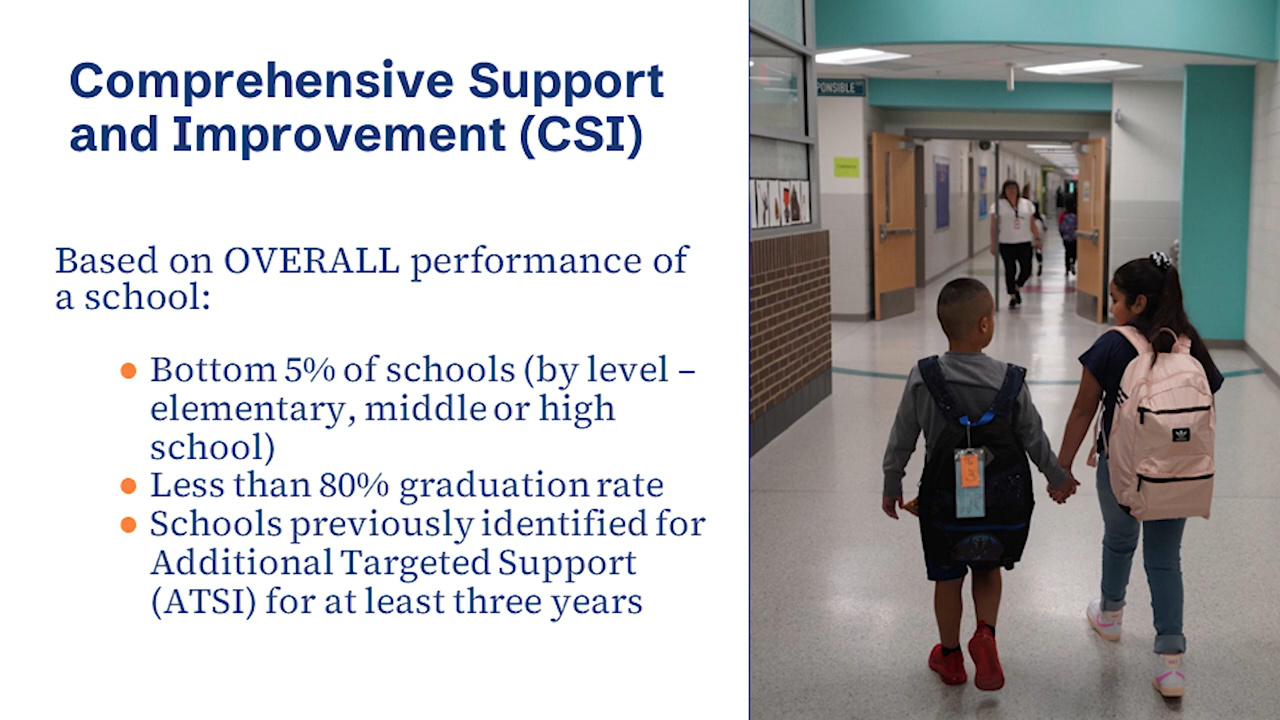 Comprehensive Support
and Improvement (CSI)
Based on OVERALL performance of
a school:
● Bottom 5% of schools (by level –
elementary, middle or high
school)
● Less than 80% graduation rate
● Schools previously identified for
Additional Targeted Support
(ATSI) for at least three years
PONSIBLE